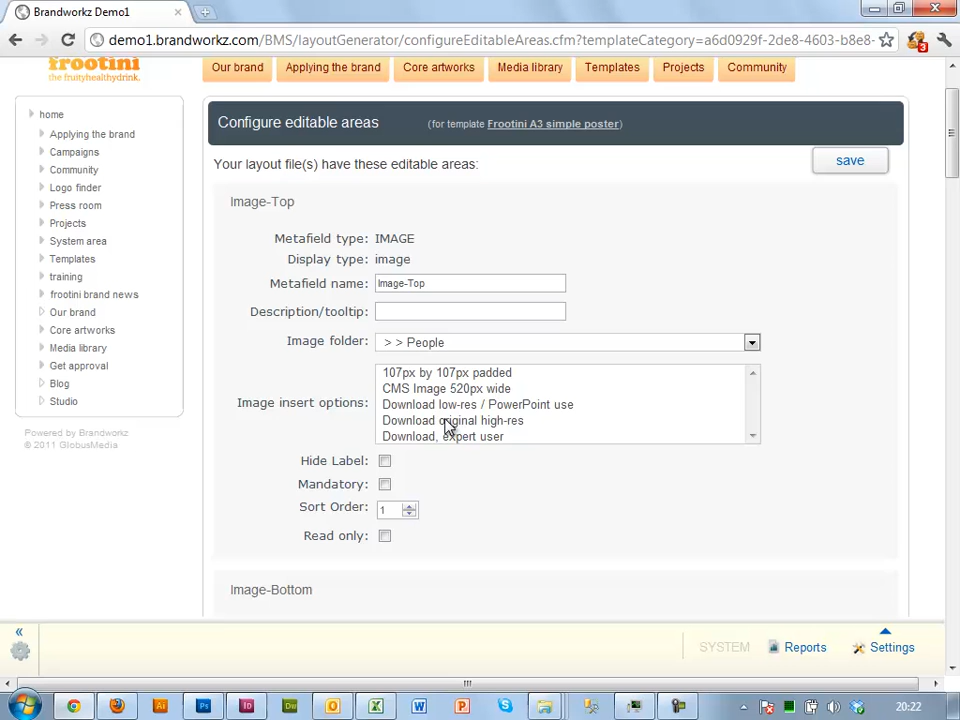 Brandworkz Demo1
demo1.brandworkz.com/BMS/layoutGenerator/configureEditableAreas.cfm?templateCategory=a6d0929f-2de8-4603-b8e8-
3
frootini
the fruityhealthydrink.
Our brand
Applying the brand
Core artworks
Media library
Templates
Projects
Community
home
Applying the brand
Campaigns
Community
Logo finder
Press room
Projects
System area
Templates
training
frootini brand news
Our brand
Core artworks
Media library
Get approval
Blog
Studio
Powered by Brandworkz
© 2011 GlobusMedia
Configure editable areas (for template Frootini A3 simple poster)
Your layout file(s) have these editable areas:
save
Image-Top
Metafield type: IMAGE
Display type: image
Metafield name: Image-Top
Description/tooltip:
Image folder: > > People
Image insert options:
107px by 107px padded
CMS Image 520px wide
Download low-res / PowerPoint use
Download original high-res
Download, expert user
Hide Label:
Mandatory:
Sort Order: 1
Read only:
Image-Bottom
«
SYSTEM
Reports
Settings
20:22